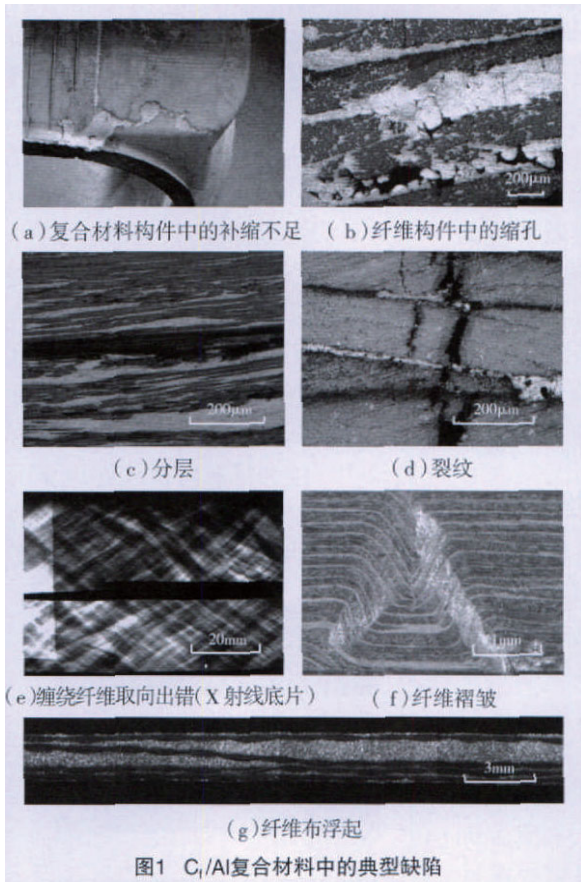 200μm
(a)复合材料构件中的补缩不足 (b)纤维构件中的缩孔
200μm 200μm
(c)分层 (d)裂纹
20mm 1mm
(e)缠绕纤维取向出错(X射线底片) (f)纤维褶皱
3mm
(g)纤维布浮起
图1 Cf/Al复合材料中的典型缺陷